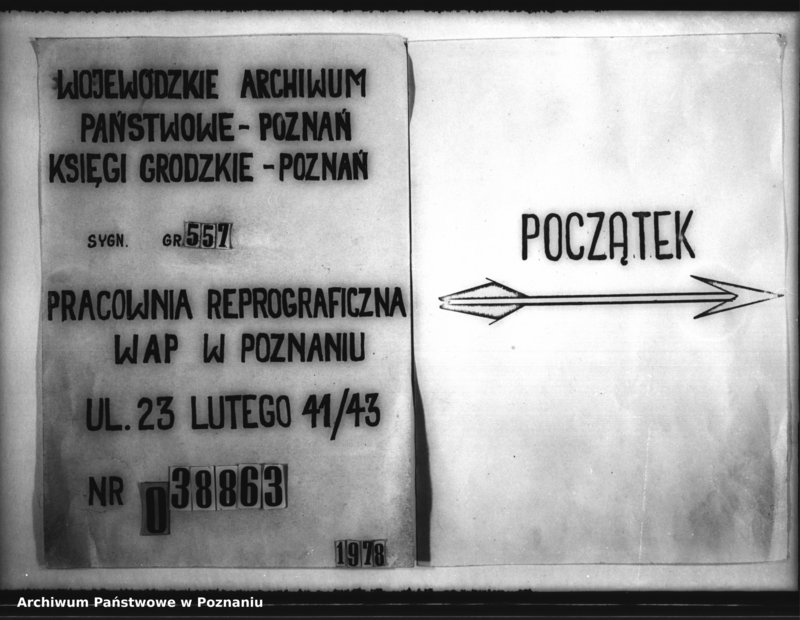 WOJEWÓDZKIE ARCHIWUM
PAŃSTWOWE - POZNAŃ
KSIĘGI GRODZKIE - POZNAŃ
SYGN. GR. 557
PRACOWNIA REPROGRAFICZNA
WAP W POZNANIU
UL. 23 LUTEGO 41/43
NR 038863
1978
POCZĄTEK
Archiwum Państwowe w Poznaniu